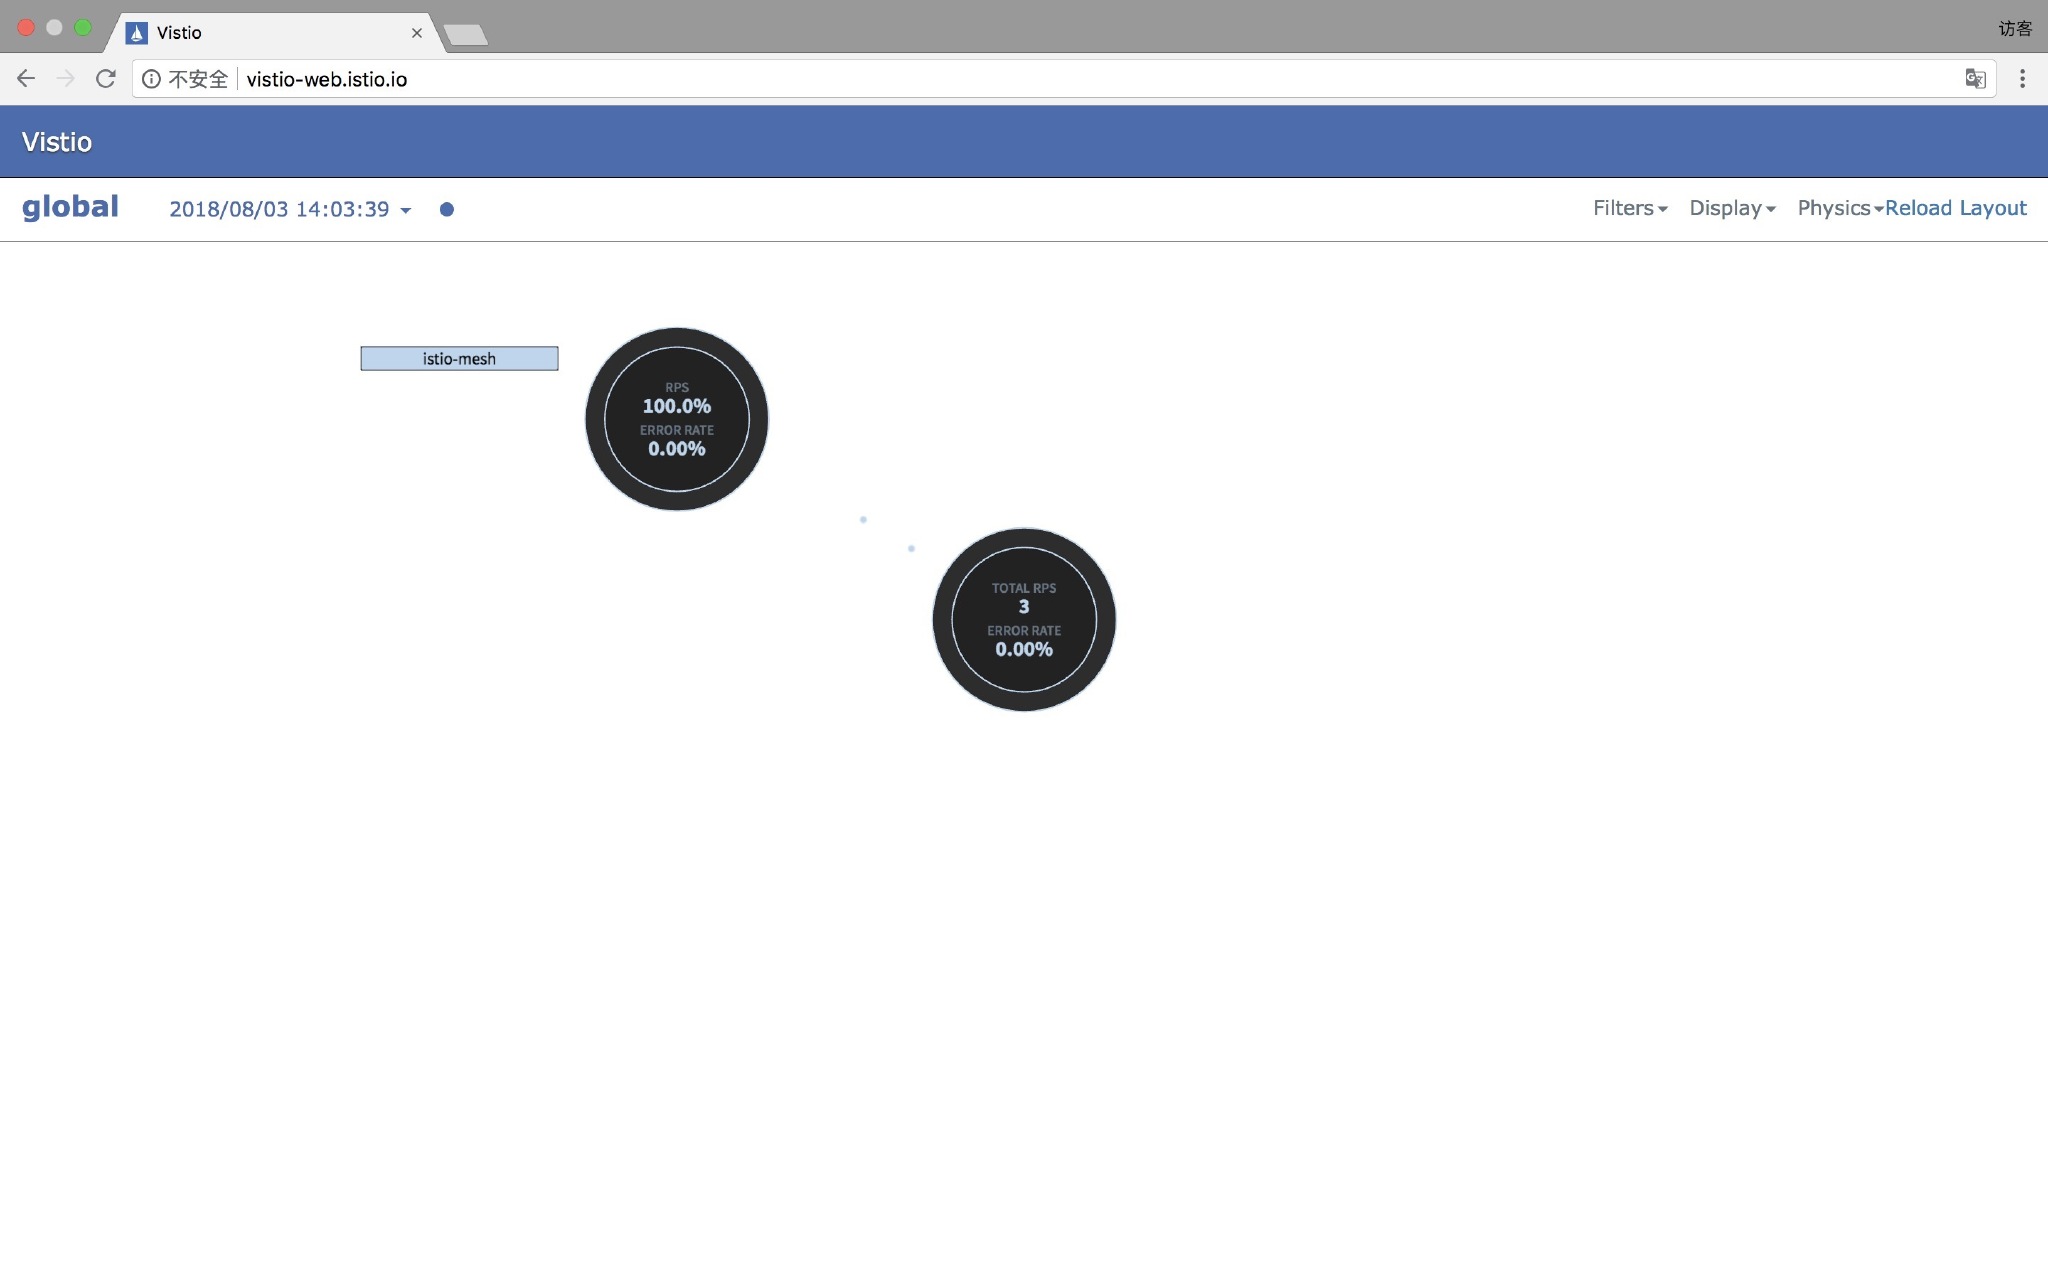 Vistio
访客
不安全 vistio-web.istio.io
Vistio
global 2018/08/03 14:03:39
Filters Display Physics Reload Layout
istio-mesh
RPS
100.0%
ERROR RATE
0.00%
TOTAL RPS
3
ERROR RATE
0.00%